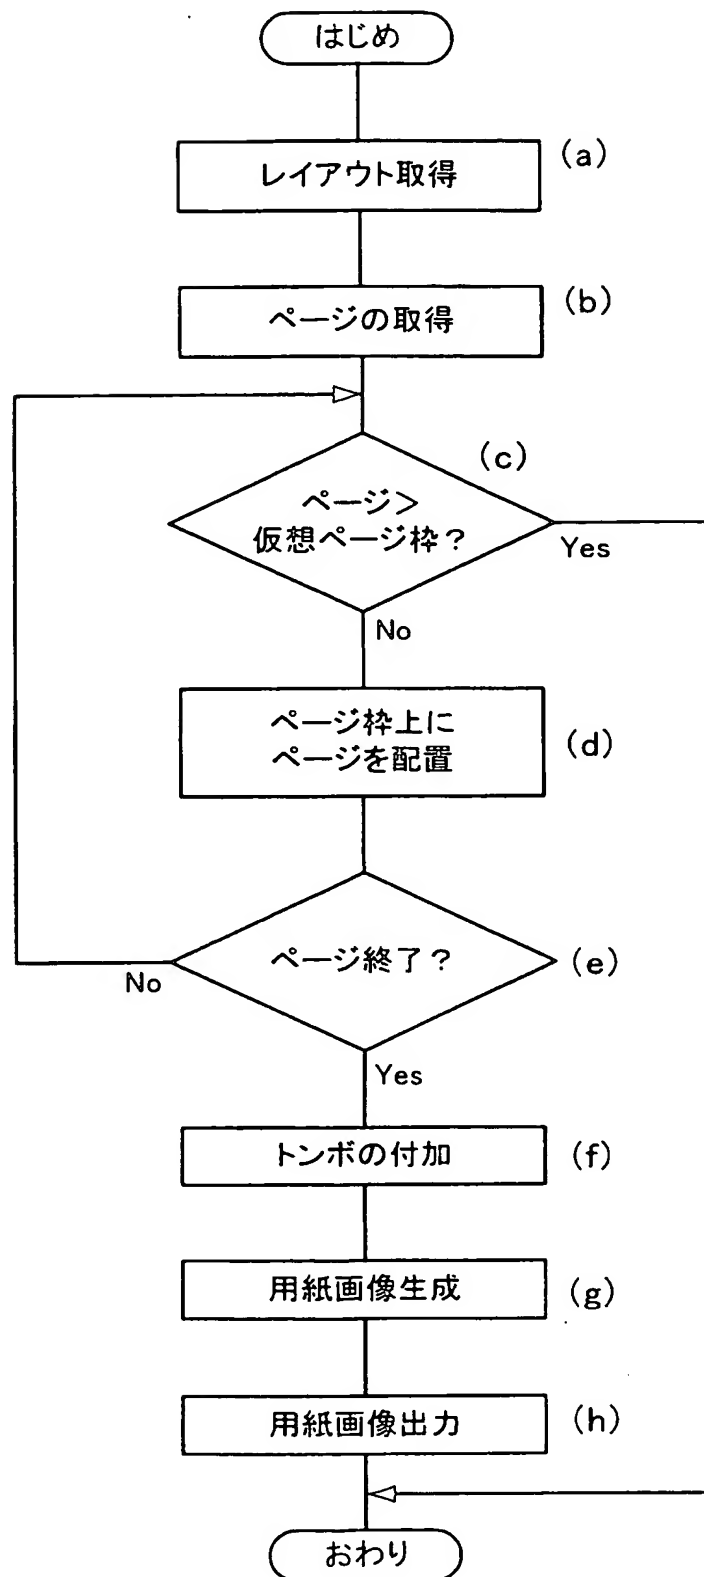 はじめ
レイアウト取得
(a)
ページの取得
(b)
(c)
ページ＞
仮想ページ枠？
Yes
No
ページ枠上に
ページを配置
(d)
ページ終了？
(e)
No
Yes
トンボの付加
(f)
用紙画像生成
(g)
用紙画像出力
(h)
おわり